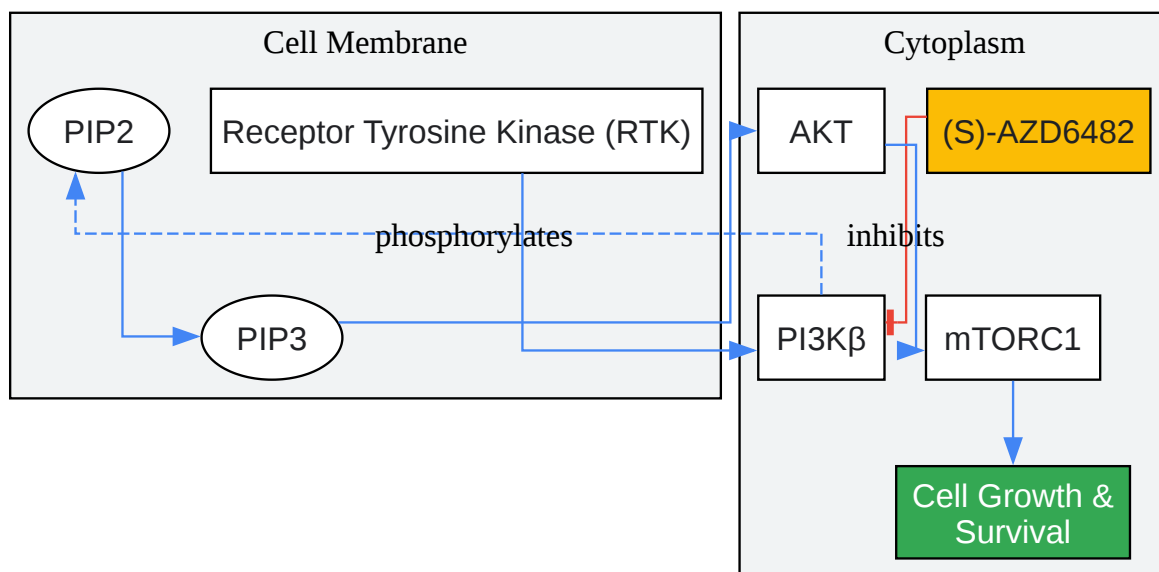 Cell Membrane
Cytoplasm
PIP2
Receptor Tyrosine Kinase (RTK)
AKT
(S)-AZD6482
phosphorylates
inhibits
PIP3
PI3Kβ
mTORC1
Cell Growth &
Survival